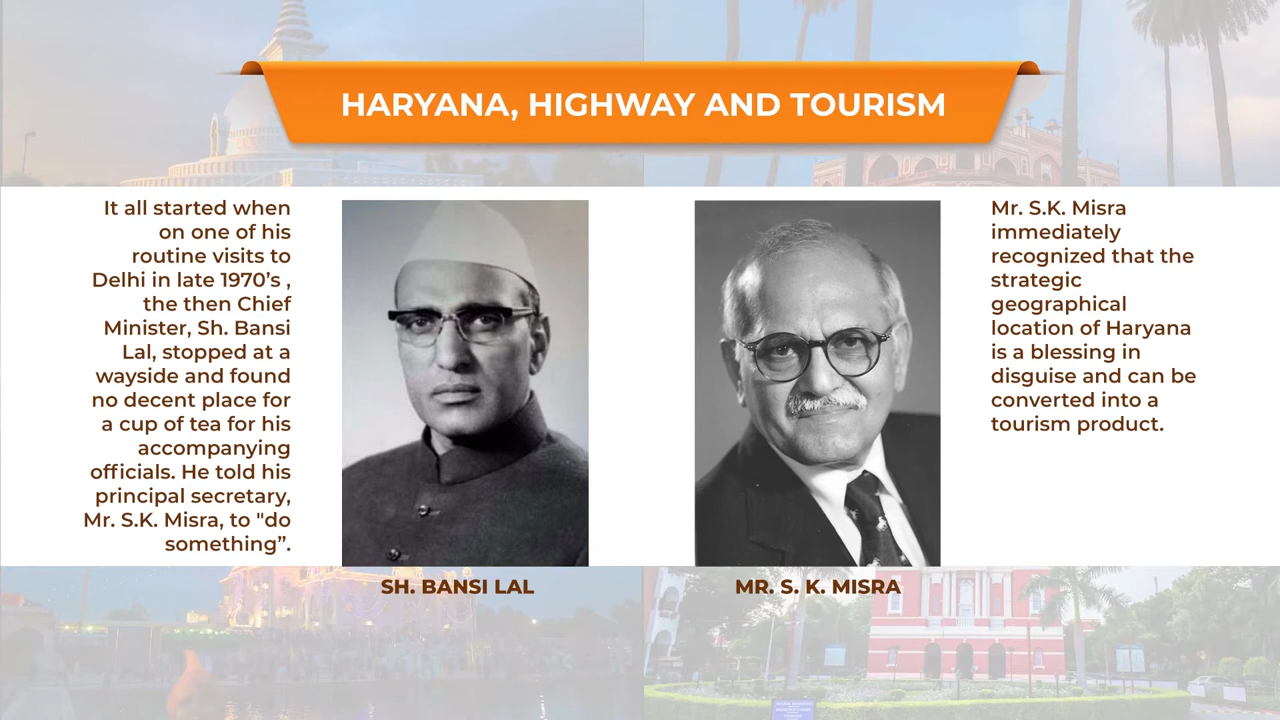 HARYANA, HIGHWAY AND TOURISM
It all started when
on one of his
routine visits to
Delhi in late 1970’s ,
the then Chief
Minister, Sh. Bansi
Lal, stopped at a
wayside and found
no decent place for
a cup of tea for his
accompanying
officials. He told his
principal secretary,
Mr. S.K. Misra, to "do
something”.
SH. BANSI LAL
MR. S. K. MISRA
Mr. S.K. Misra
immediately
recognized that the
strategic
geographical
location of Haryana
is a blessing in
disguise and can be
converted into a
tourism product.